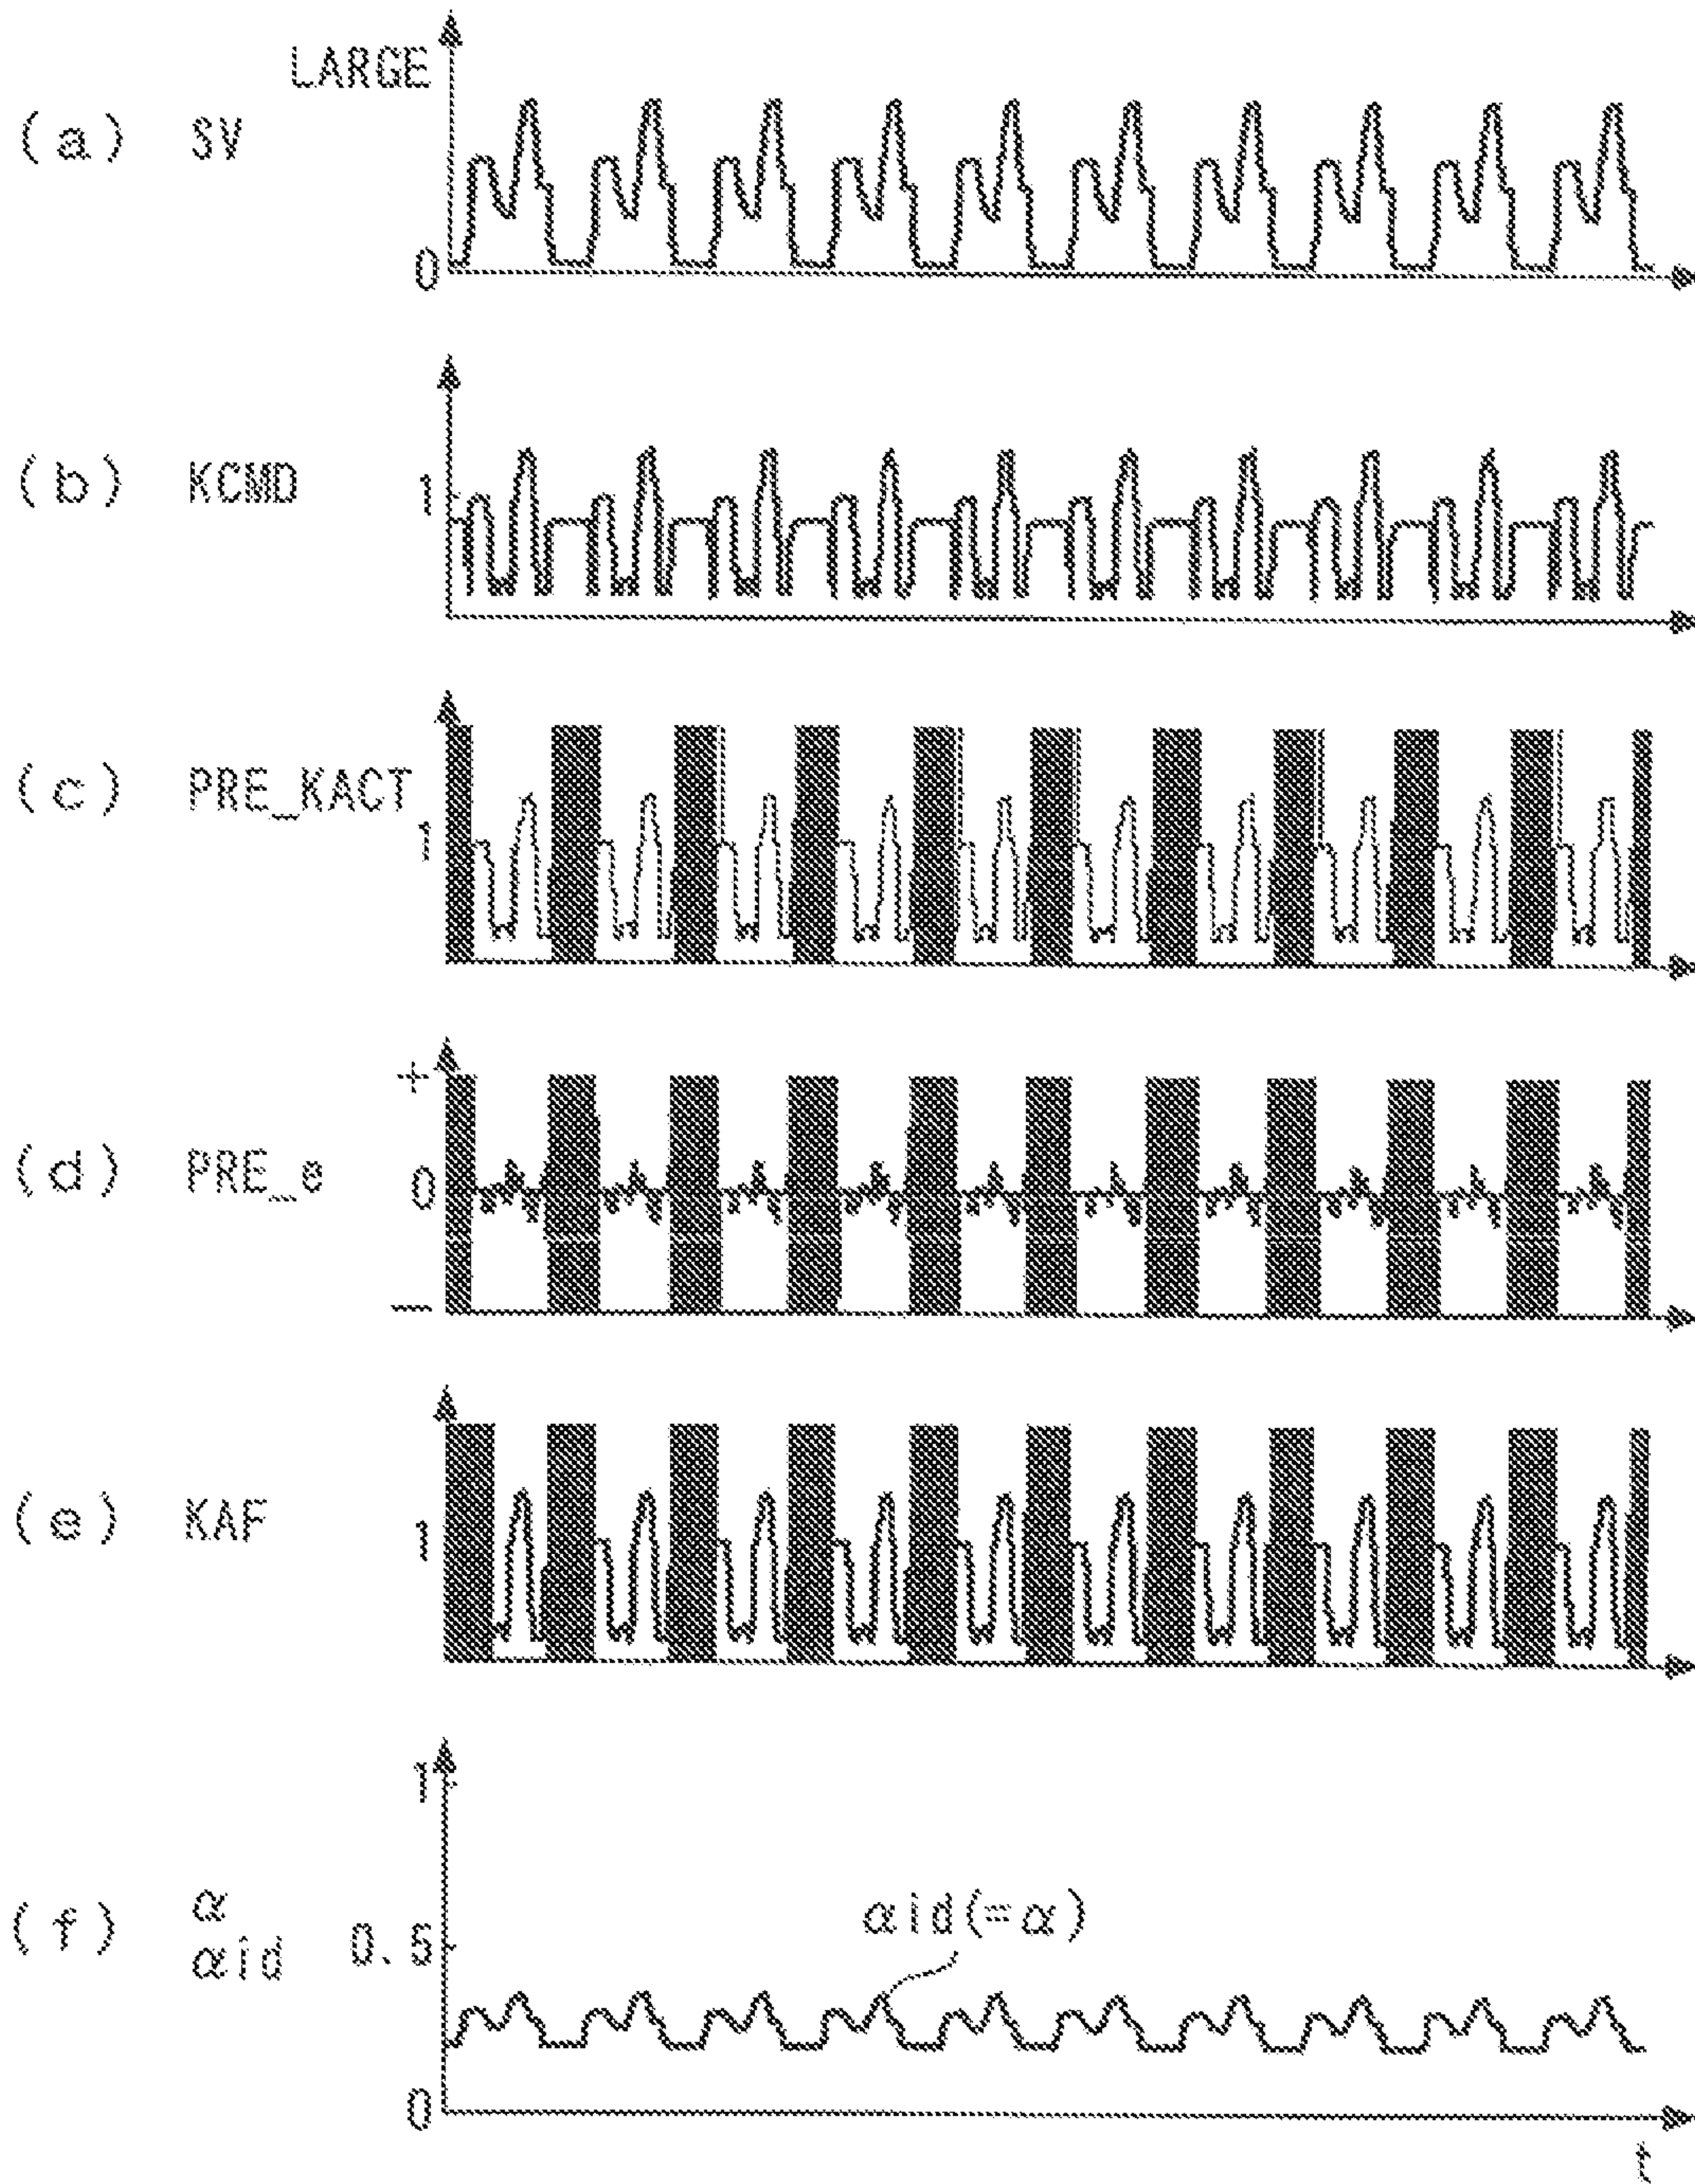 LARGE
(a) SV
0
(b) KCMD
1
(c) PRE_KACT
1
+
(d) PRE_e
0
—
(e) KAF
1
1
(f) α
αid
0.5
αid(=α)
0
t